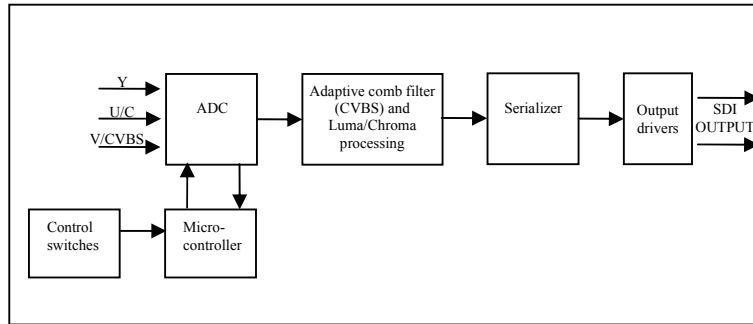 Y
U/C
V/CVBS
ADC
Adaptive comb filter
(CVBS) and
Luma/Chroma
processing
Serializer
Output
drivers
SDI
OUTPUT
Control
switches
Micro-
controller